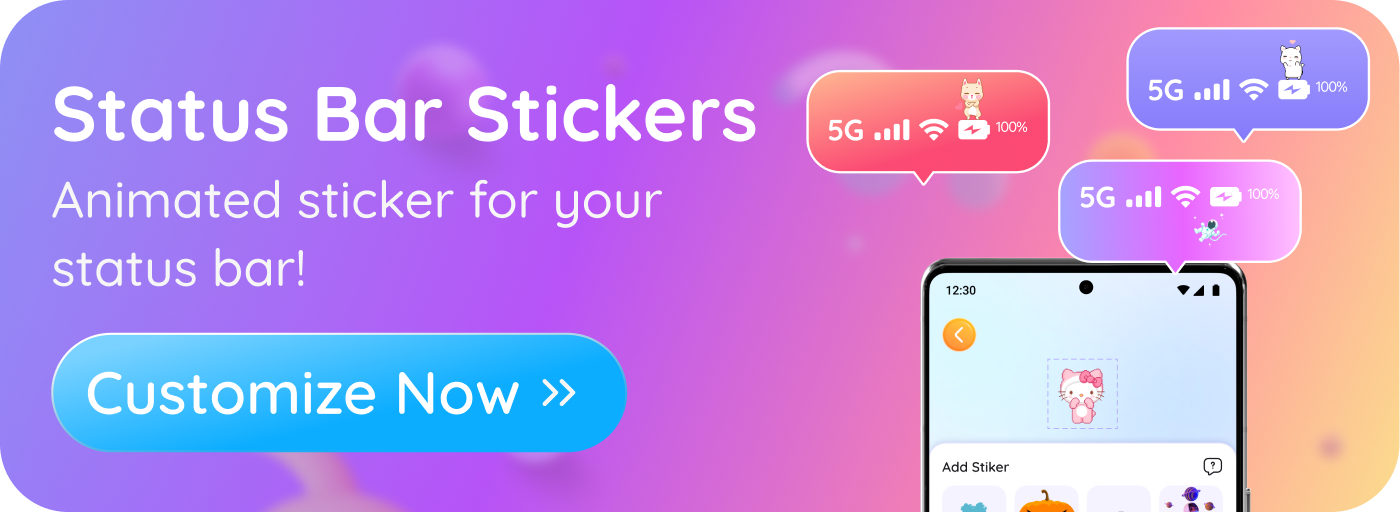 Status Bar Stickers
Animated sticker for your
status bar!
Customize Now
5G 100%
5G 100%
5G 100%
12:30
Add Stiker
?